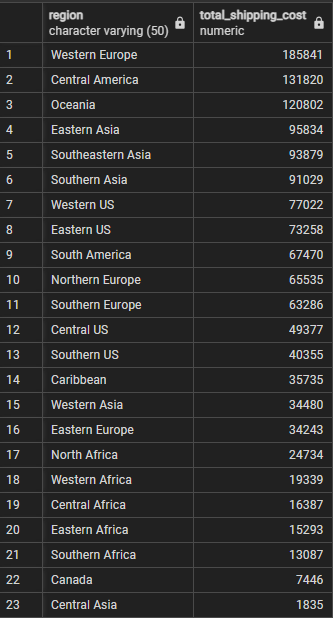 region total_shipping_cost
character varying (50) numeric
1 Western Europe 185841
2 Central America 131820
3 Oceania 120802
4 Eastern Asia 95834
5 Southeastern Asia 93879
6 Southern Asia 91029
7 Western US 77022
8 Eastern US 73258
9 South America 67470
10 Northern Europe 65535
11 Southern Europe 63286
12 Central US 49377
13 Southern US 40355
14 Caribbean 35735
15 Western Asia 34480
16 Eastern Europe 34243
17 North Africa 24734
18 Western Africa 19339
19 Central Africa 16387
20 Eastern Africa 15293
21 Southern Africa 13087
22 Canada 7446
23 Central Asia 1835